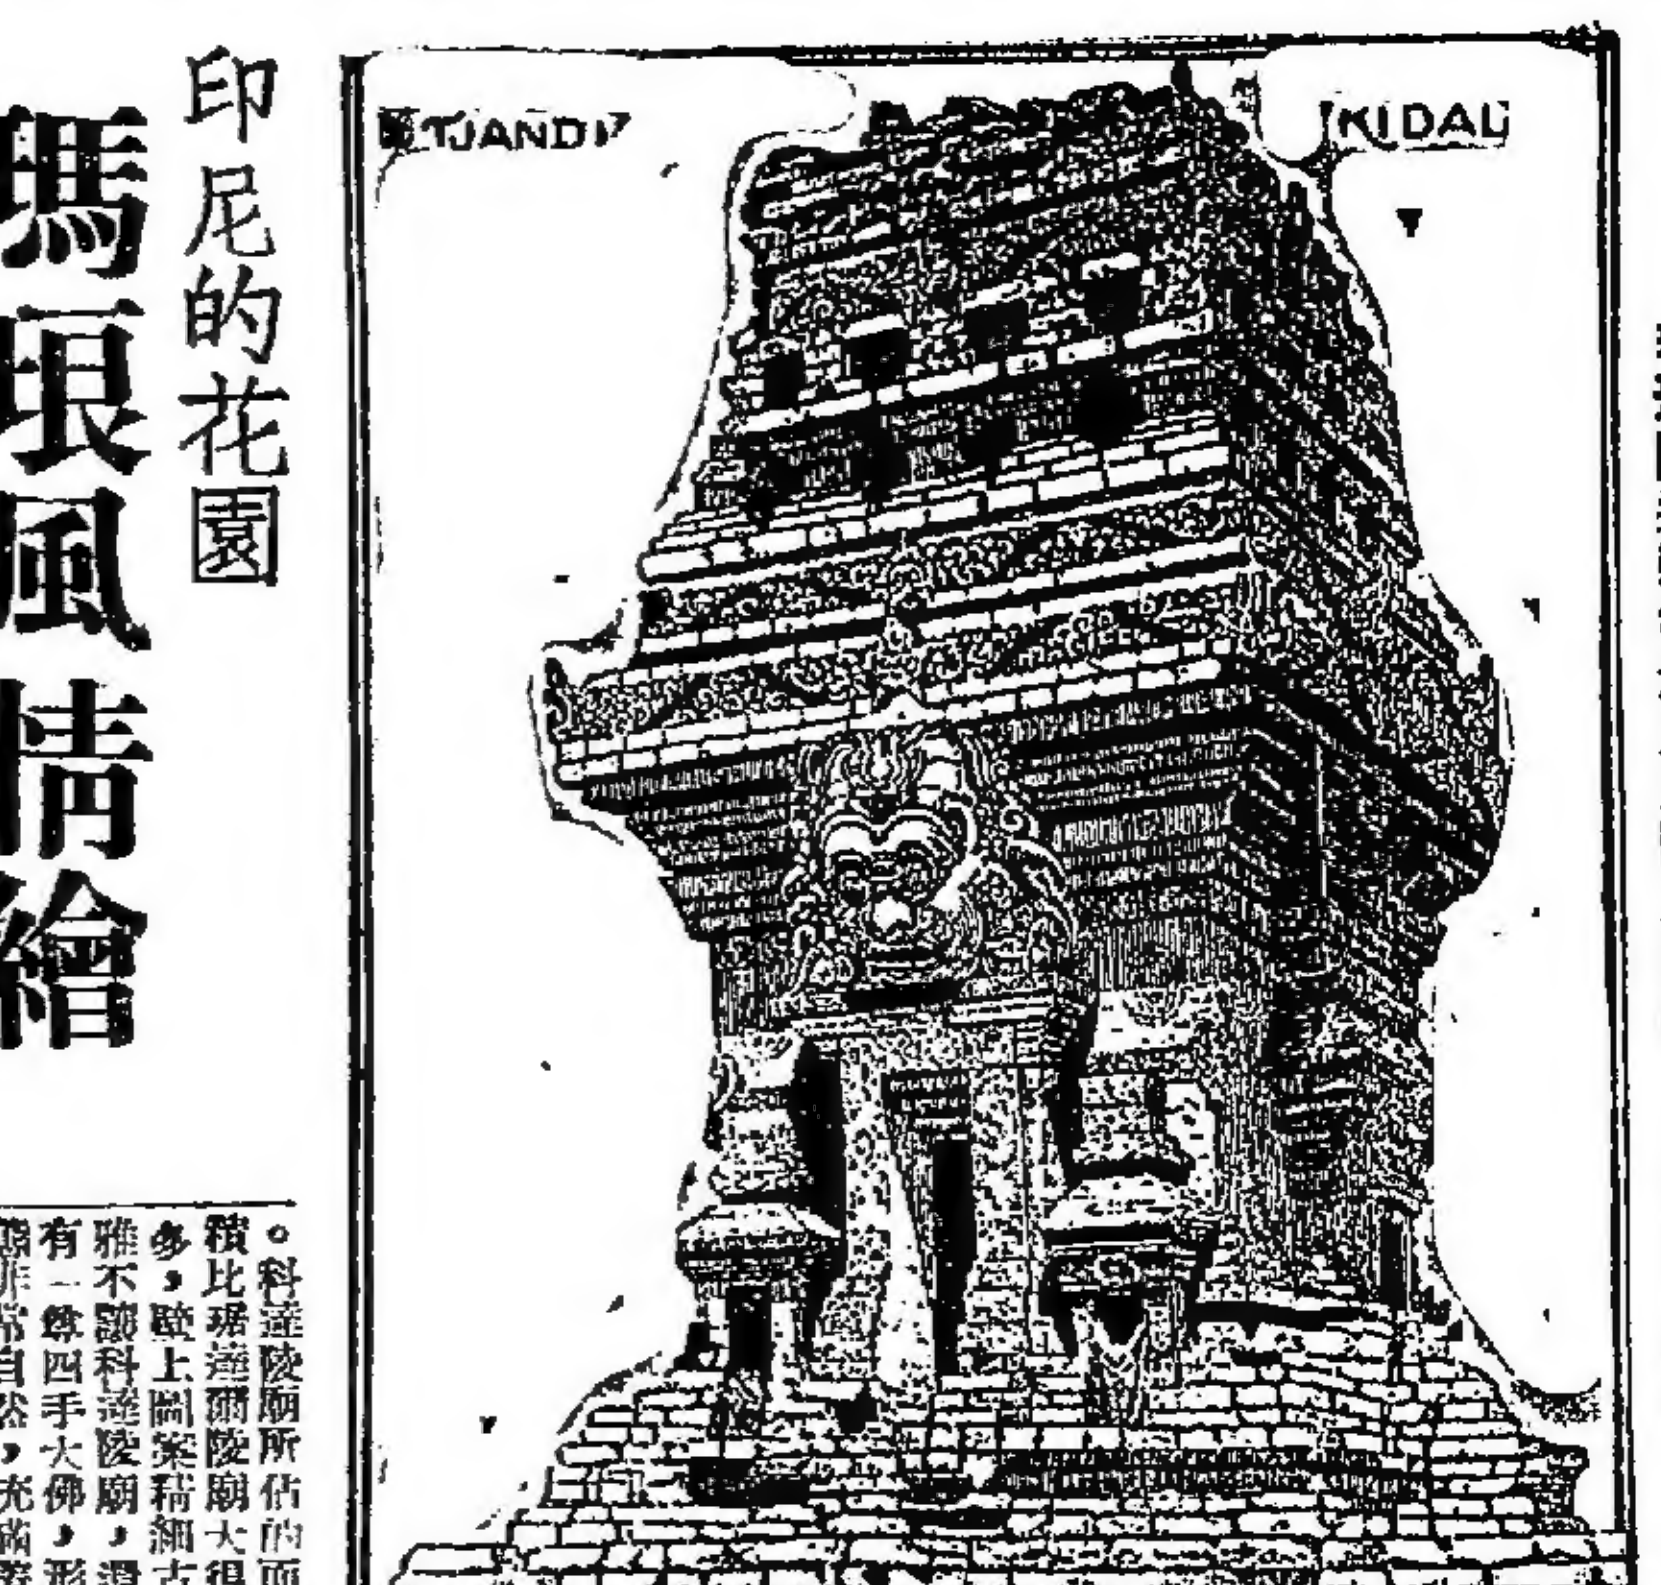 TJANDI
KIDAL
印尼的花園
瑪琅風情繪
。科達陵廟所佔的面
積比琚達爾陵廟大得
多，壁上圖案精細古
雅不讓科達陵廟，還
有一尊四手大佛，形
非常自然，充滿